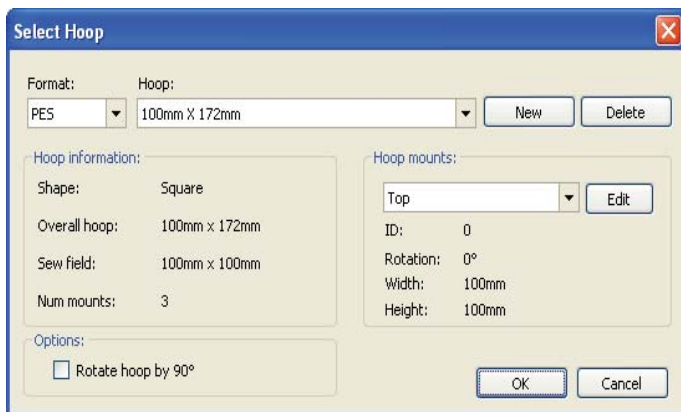 Select Hoop
Format: Hoop:
PES 100mm X 172mm New Delete
Hoop information:
Shape: Square
Overall hoop: 100mm x 172mm
Sew field: 100mm x 100mm
Num mounts: 3
Hoop mounts:
Top Edit
ID: 0
Rotation: 0°
Width: 100mm
Height: 100mm
Options:
Rotate hoop by 90°
OK Cancel